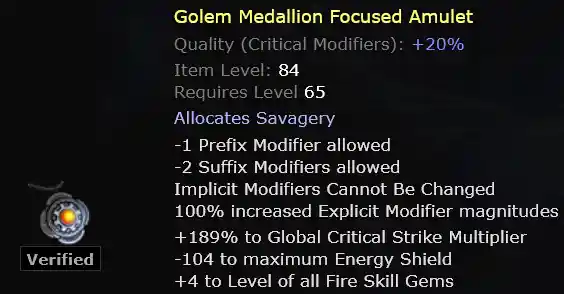 Golem Medallion Focused Amulet
Quality (Critical Modifiers): +20%
Item Level: 84
Requires Level 65
Allocates Savagery
-1 Prefix Modifier allowed
-2 Suffix Modifiers allowed
Implicit Modifiers Cannot Be Changed
100% increased Explicit Modifier magnitudes
+189% to Global Critical Strike Multiplier
-104 to maximum Energy Shield
+4 to Level of all Fire Skill Gems
Verified